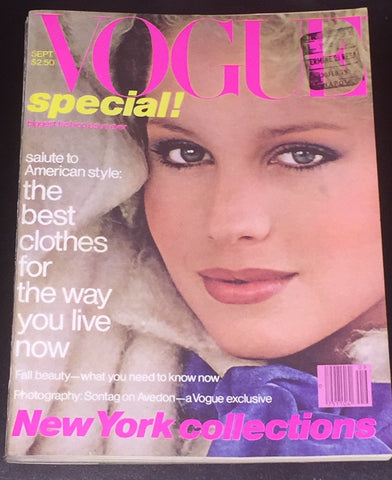 VOGUE
SEPT
$2.50
special!
salute to
American style:
the
best
clothes
for
the way
you live
now
Fall beauty—what you need to know now
Photography: Sontag on Avedon—a Vogue exclusive
New York collections